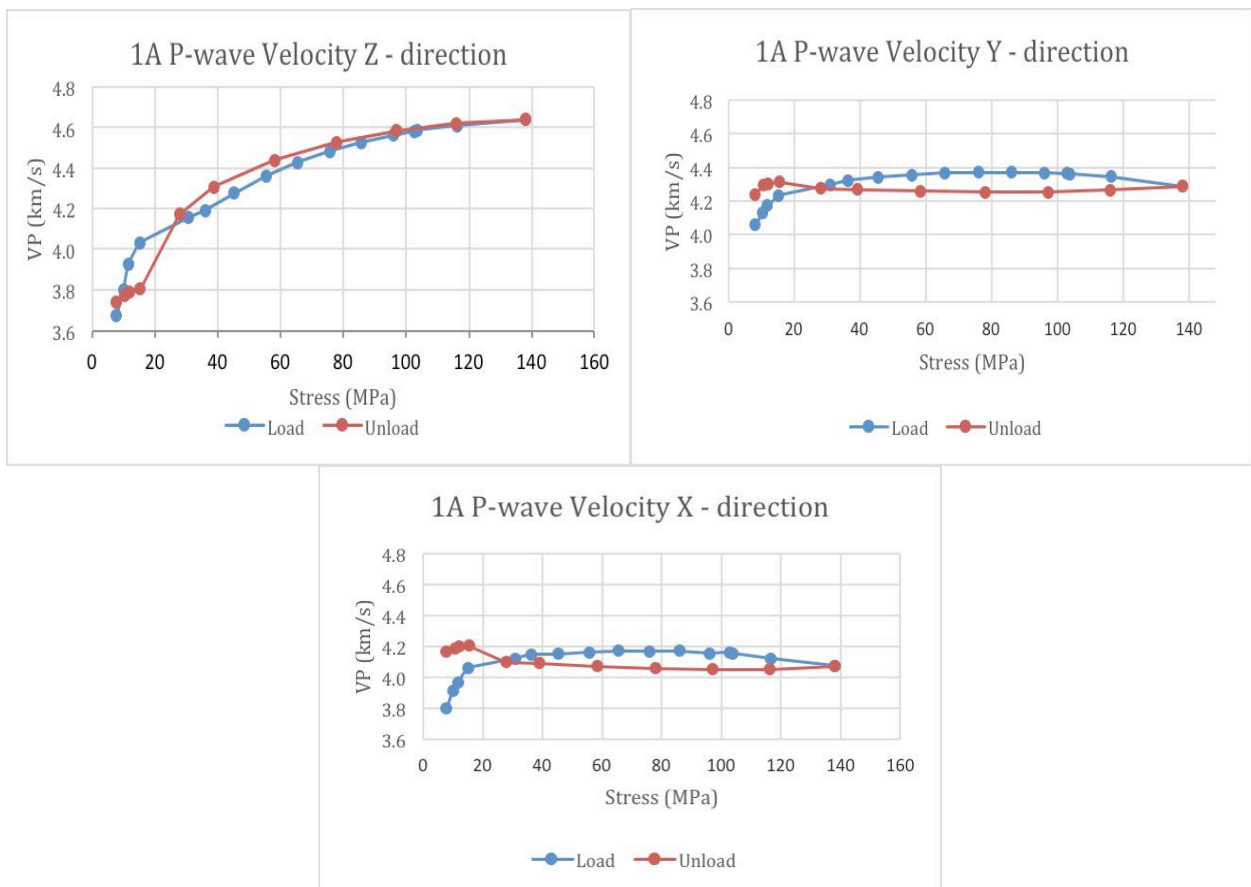 1A P-wave Velocity Z - direction
VP (km/s)
4.8
4.6
4.4
4.2
4.0
3.8
3.6
0 20 40 60 80 100 120 140 160
Stress (MPa)
Load Unload
1A P-wave Velocity Y - direction
VP (km/s)
4.8
4.6
4.4
4.2
4.0
3.8
3.6
0 20 40 60 80 100 120 140
Stress (MPa)
Load Unload
1A P-wave Velocity X - direction
VP (km/s)
4.8
4.6
4.4
4.2
4.0
3.8
3.6
0 20 40 60 80 100 120 140 160
Stress (MPa)
Load Unload